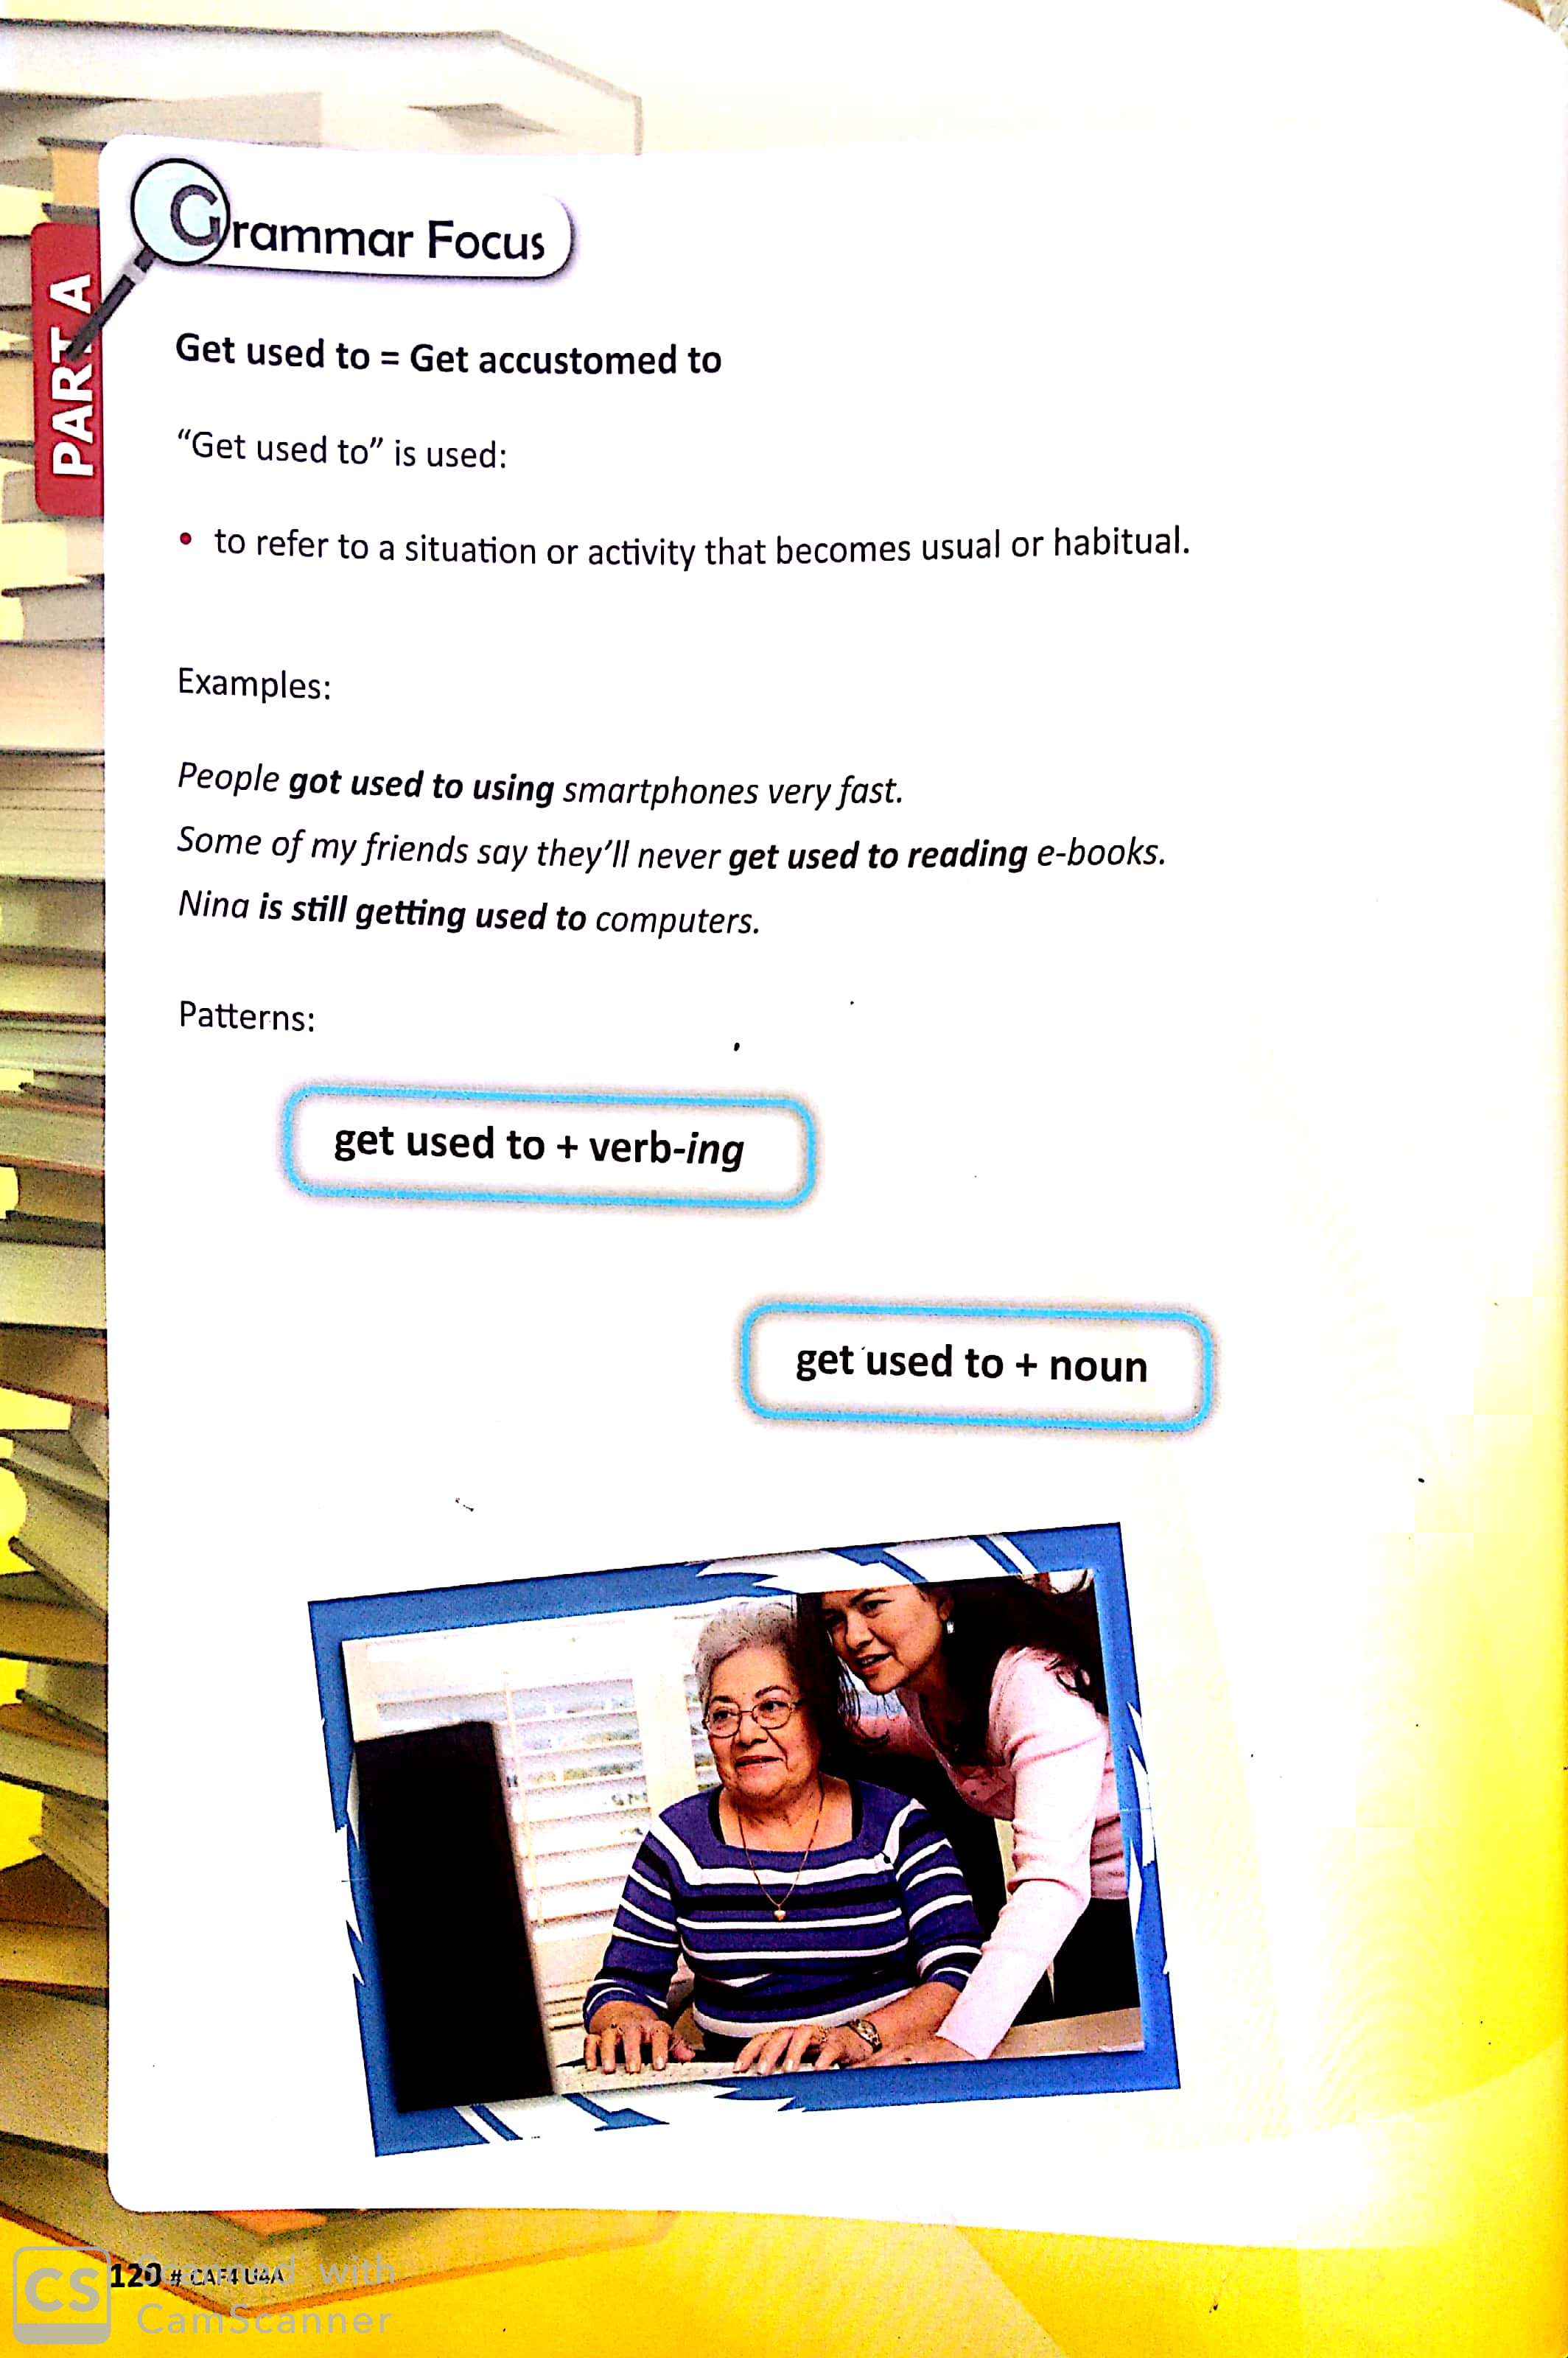 Grammar Focus
PART A
Get used to = Get accustomed to
“Get used to” is used:
• to refer to a situation or activity that becomes usual or habitual.
Examples:
People got used to using smartphones very fast.
Some of my friends say they’ll never get used to reading e-books.
Nina is still getting used to computers.
Patterns:
get used to + verb-ing
get used to + noun
120 # CAF4 U4A
CS Scanned with
CamScanner